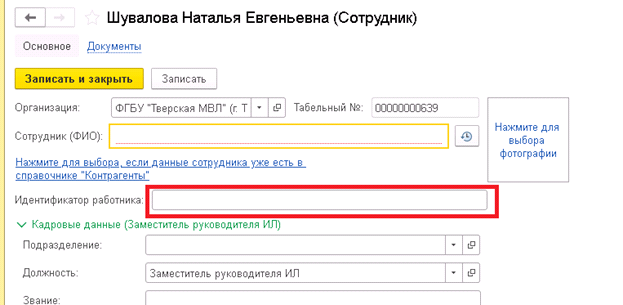 Шувалова Наталья Евгеньевна (Сотрудник)
Основное Документы
Записать и закрыть Записать
Организация: ФГБУ "Тверская МВЛ" (г. Т Табельный №: 00000000639
Сотрудник (ФИО):
Нажмите для
выбора
фотографии
Нажмите для выбора, если данные сотрудника уже есть в
справочнике "Контрагенты"
Идентификатор работника:
Кадровые данные (Заместитель руководителя ИЛ)
Подразделение:
Должность: Заместитель руководителя ИЛ
Звание: